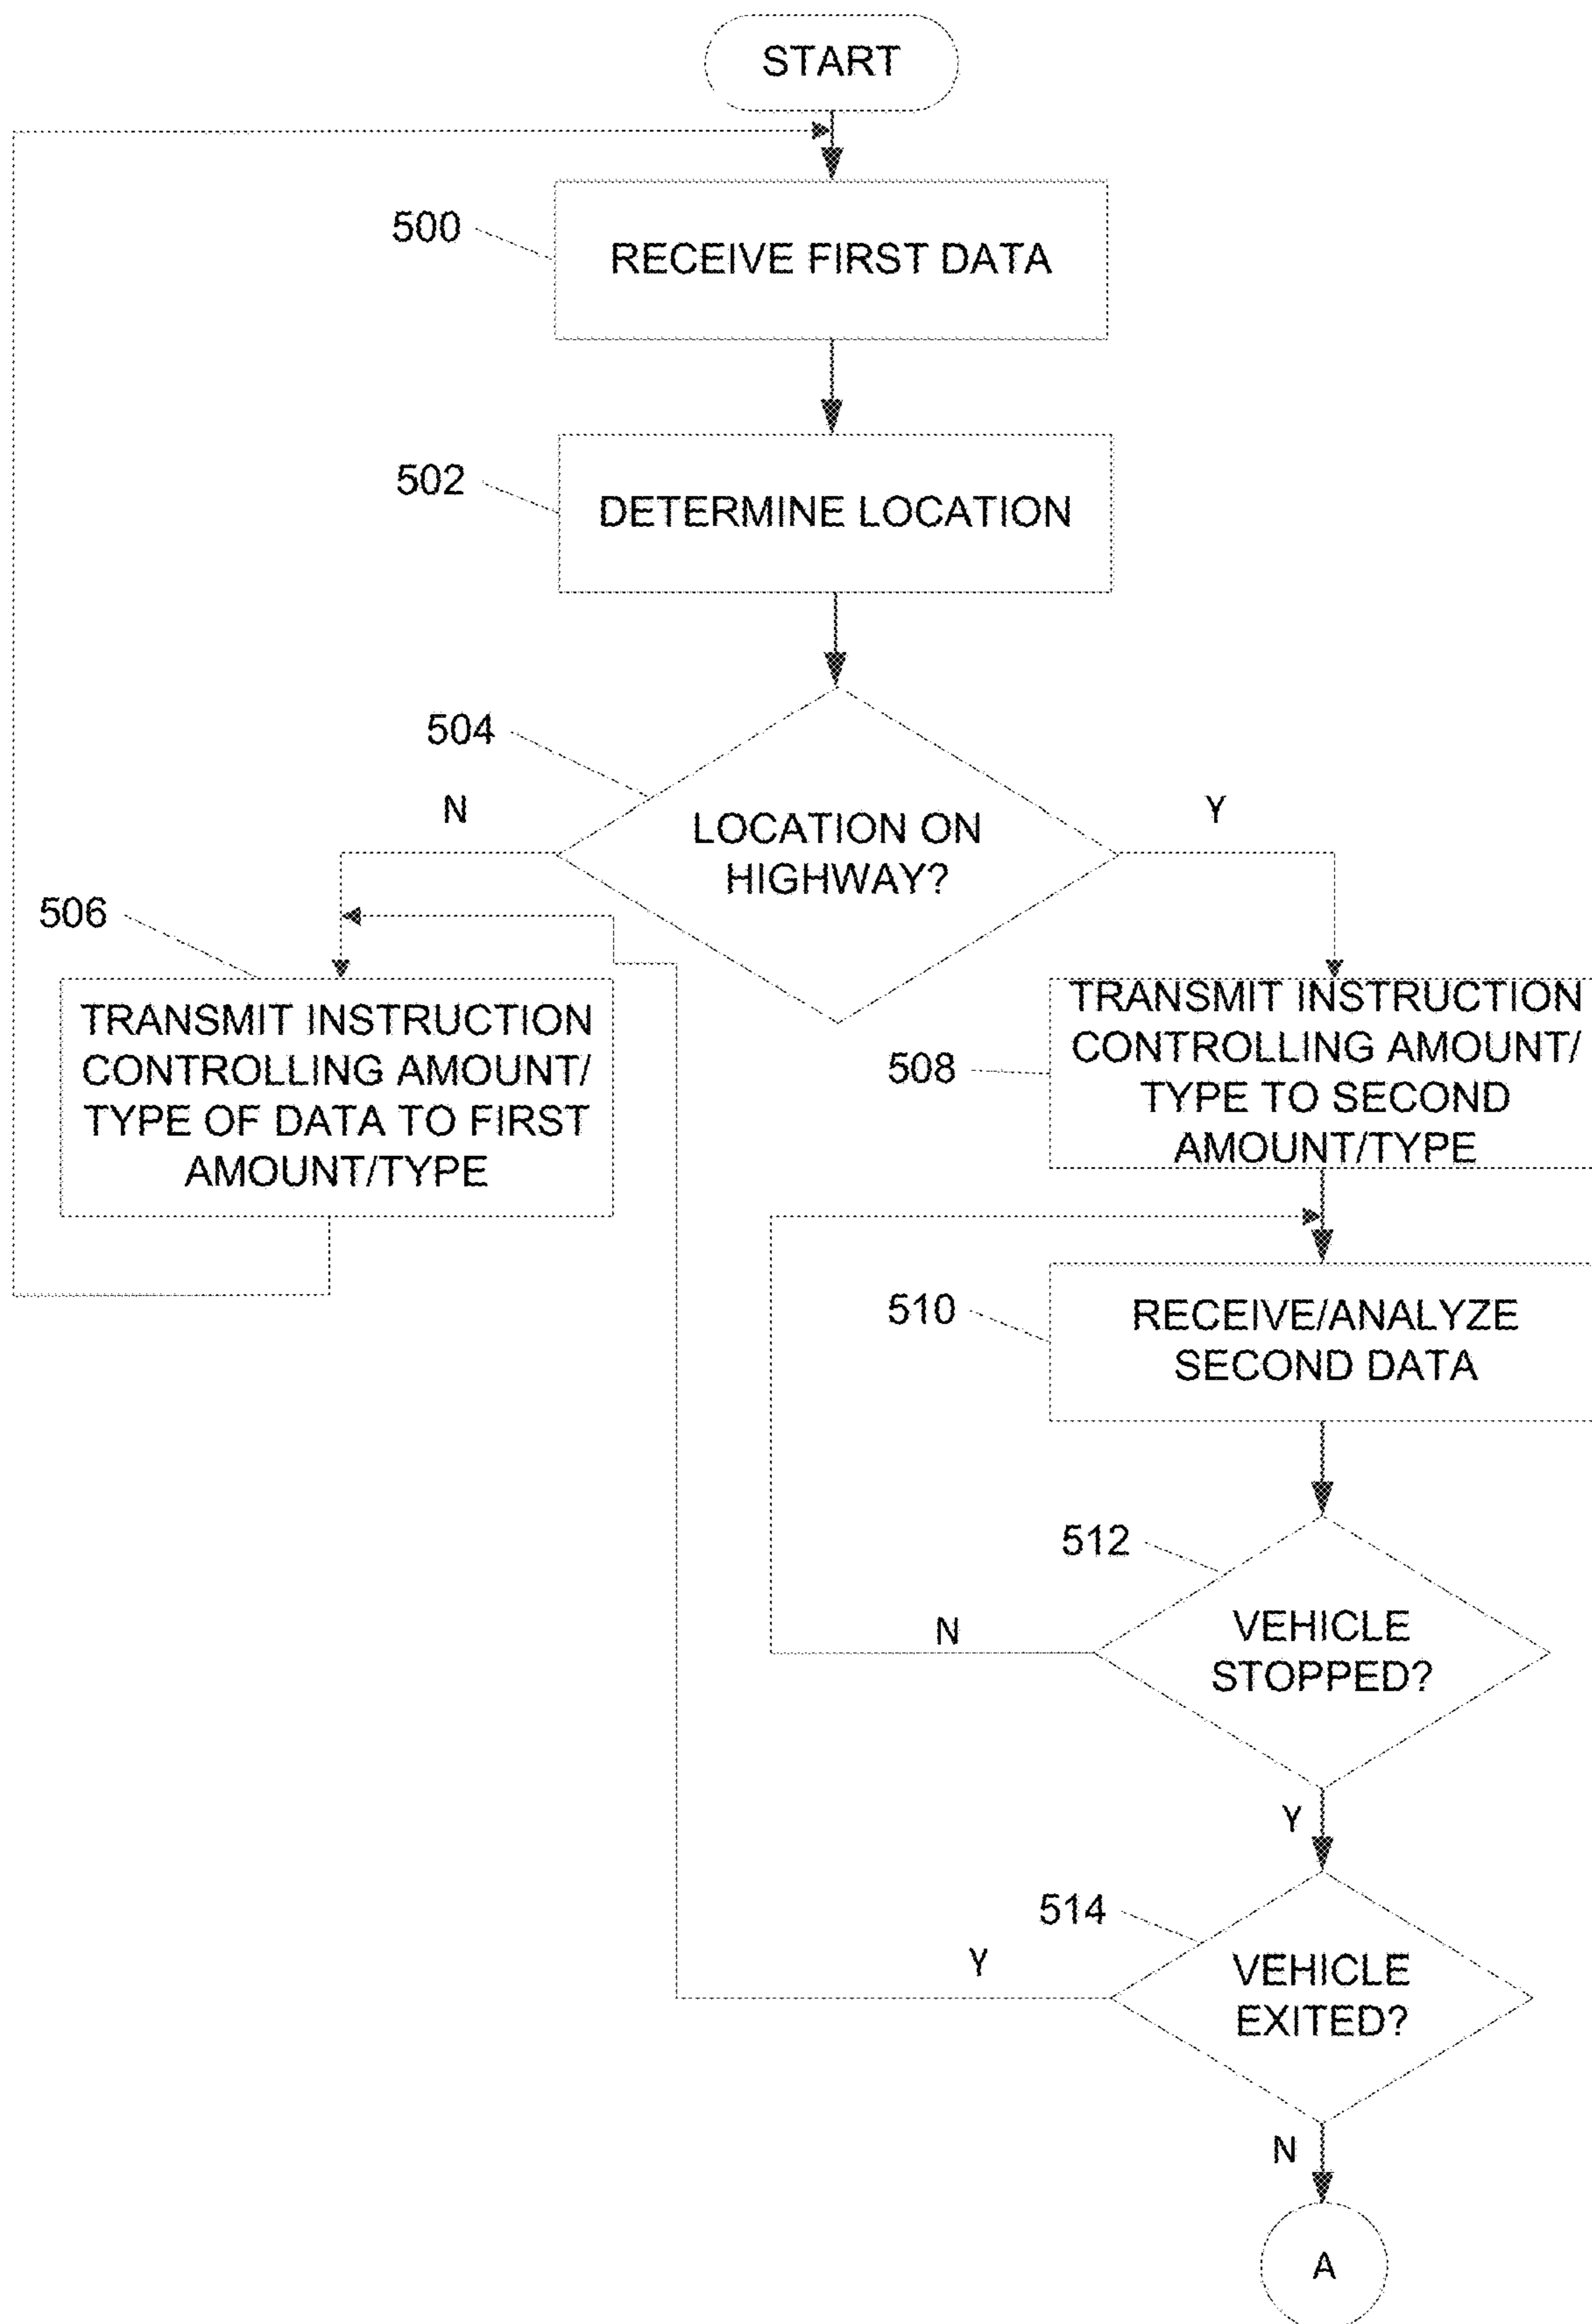 START
500
RECEIVE FIRST DATA
502
DETERMINE LOCATION
504
N
Y
LOCATION ON
HIGHWAY?
506
TRANSMIT INSTRUCTION
CONTROLLING AMOUNT/
TYPE OF DATA TO FIRST
AMOUNT/TYPE
508
TRANSMIT INSTRUCTION
CONTROLLING AMOUNT/
TYPE TO SECOND
AMOUNT/TYPE
510
RECEIVE/ANALYZE
SECOND DATA
512
N
VEHICLE
STOPPED?
Y
514
Y
VEHICLE
EXITED?
N
A